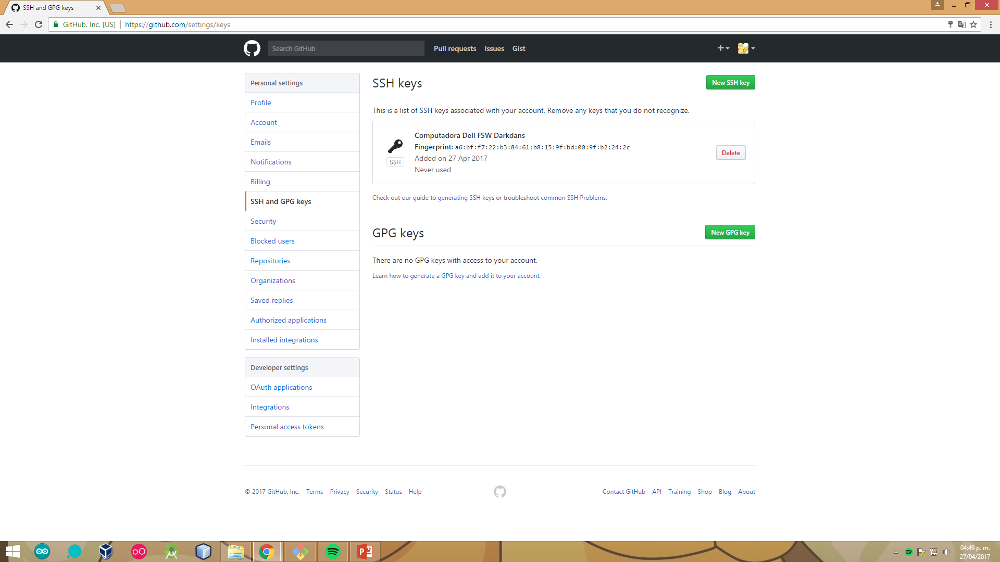 SSH and GPG keys
GitHub, Inc. [US]
https://github.com/settings/keys
Search GitHub
Pull requests
Issues
Gist
Personal settings
Profile
Account
Emails
Notifications
Billing
SSH and GPG keys
Security
Blocked users
Repositories
Organizations
Saved replies
Authorized applications
Installed integrations
Developer settings
OAuth applications
Integrations
Personal access tokens
SSH keys
New SSH key
This is a list of SSH keys associated with your account. Remove any keys that you do not recognize.
SSH
Computadora Dell FSW Darkdans
Fingerprint: a6:bf:f7:22:b3:84:61:b8:15:9f:bd:00:9f:b2:24:2c
Added on 27 Apr 2017
Never used
Delete
Check out our guide to generating SSH keys or troubleshoot common SSH Problems.
GPG keys
New GPG key
There are no GPG keys with access to your account.
Learn how to generate a GPG key and add it to your account.
© 2017 GitHub, Inc. Terms Privacy Security Status Help
Contact GitHub API Training Shop Blog About
04:49 p. m.
27/04/2017